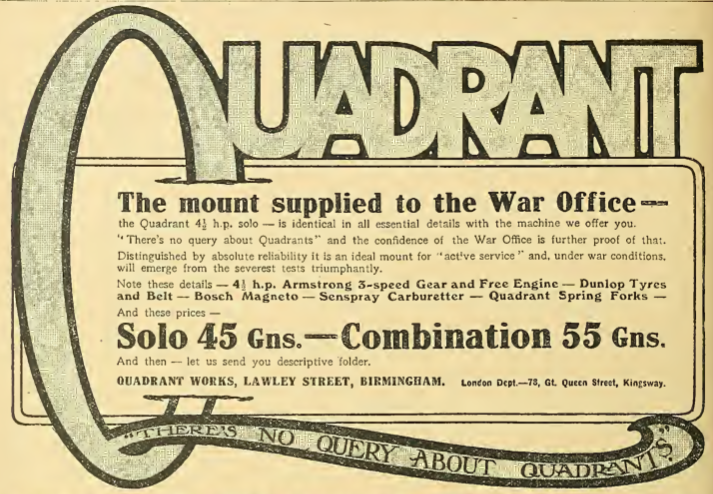 QUADRANT
The mount supplied to the War Office—
the Quadrant 4½ h.p. solo — is identical in all essential details with the machine we offer you.
"There's no query about Quadrants" and the confidence of the War Office is further proof of that.
Distinguished by absolute reliability it is an ideal mount for "active service" and, under war conditions,
will emerge from the severest tests triumphantly.
Note these details — 4½ h.p. Armstrong 3-speed Gear and Free Engine — Dunlop Tyres
and Belt — Bosch Magneto — Senspray Carburetter — Quadrant Spring Forks —
And these prices —
Solo 45 Gns.—Combination 55 Gns.
And then — let us send you descriptive folder.
QUADRANT WORKS, LAWLEY STREET, BIRMINGHAM. London Dept.—78, Gt. Queen Street, Kingsway.
"THERE'S NO QUERY ABOUT QUADRANTS."